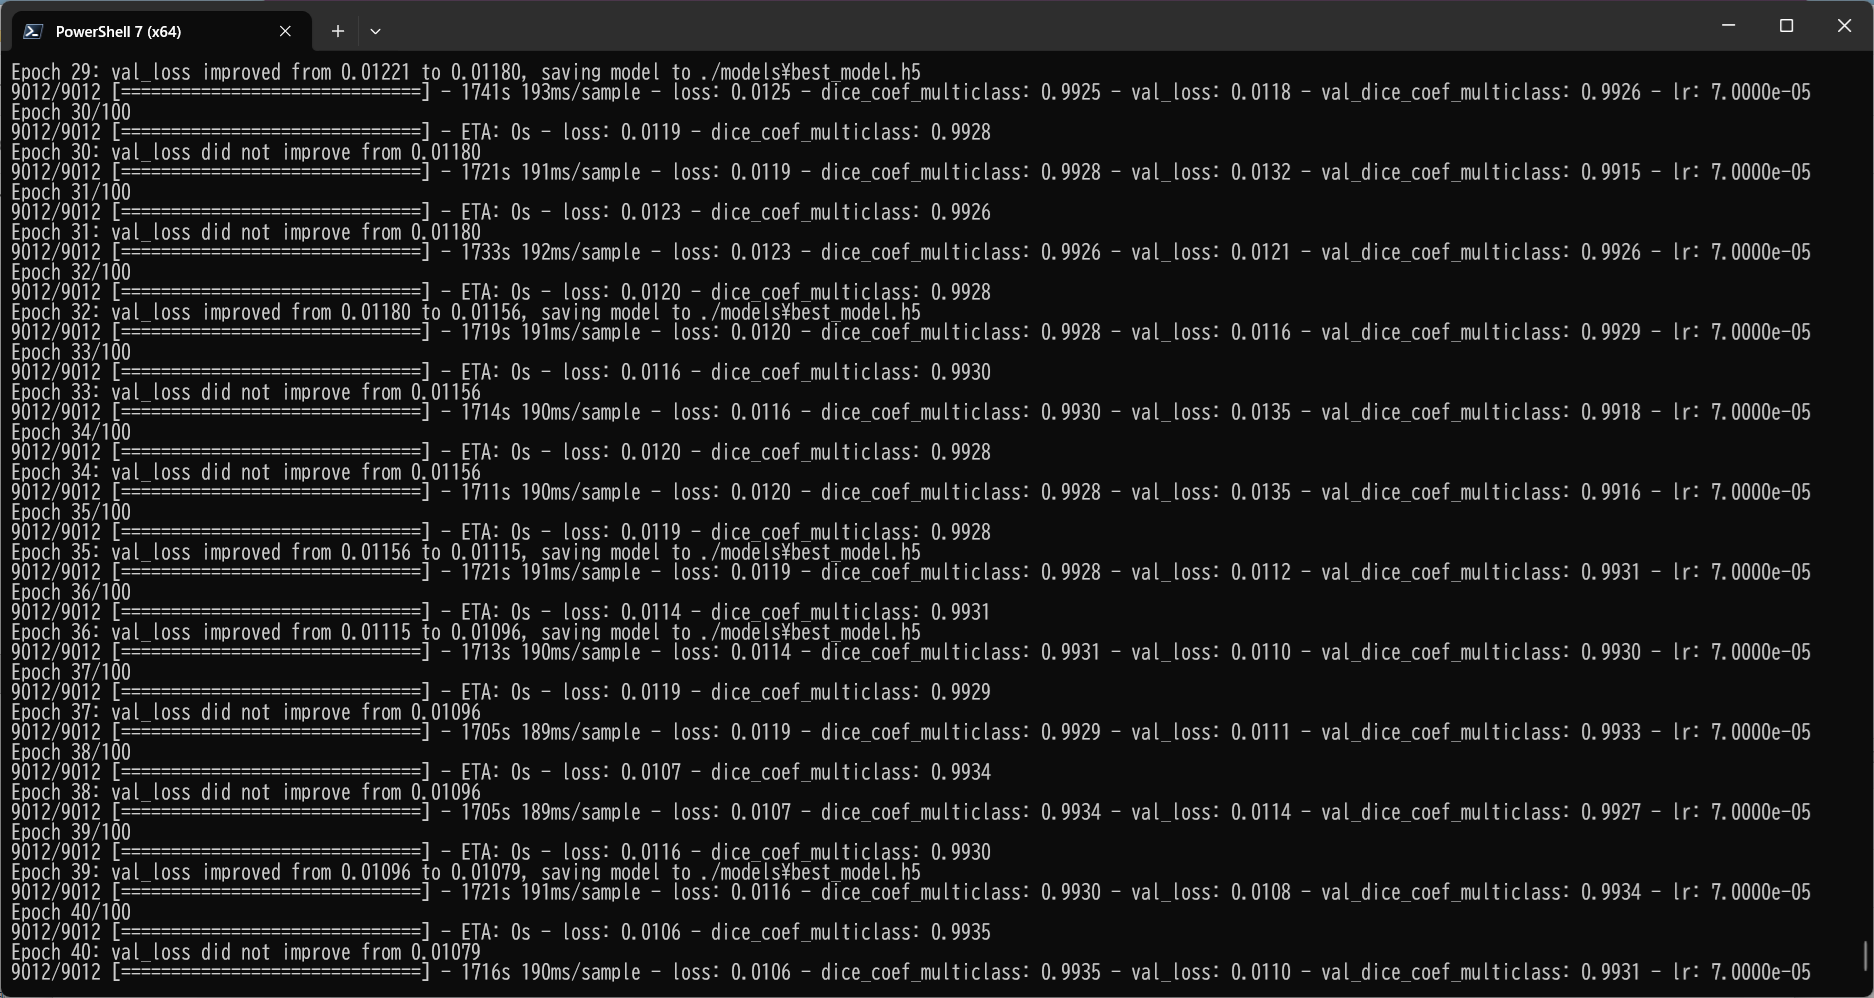 PowerShell 7 (x64)
Epoch 29: val_loss improved from 0.01221 to 0.01180, saving model to ./models¥best_model.h5
9012/9012 [==============================] - 1741s 193ms/sample - loss: 0.0125 - dice_coef_multiclass: 0.9925 - val_loss: 0.0118 - val_dice_coef_multiclass: 0.9926 - lr: 7.0000e-05
Epoch 30/100
9012/9012 [==============================] - ETA: 0s - loss: 0.0119 - dice_coef_multiclass: 0.9928
Epoch 30: val_loss did not improve from 0.01180
9012/9012 [==============================] - 1721s 191ms/sample - loss: 0.0119 - dice_coef_multiclass: 0.9928 - val_loss: 0.0132 - val_dice_coef_multiclass: 0.9915 - lr: 7.0000e-05
Epoch 31/100
9012/9012 [==============================] - ETA: 0s - loss: 0.0123 - dice_coef_multiclass: 0.9926
Epoch 31: val_loss did not improve from 0.01180
9012/9012 [==============================] - 1733s 192ms/sample - loss: 0.0123 - dice_coef_multiclass: 0.9926 - val_loss: 0.0121 - val_dice_coef_multiclass: 0.9926 - lr: 7.0000e-05
Epoch 32/100
9012/9012 [==============================] - ETA: 0s - loss: 0.0120 - dice_coef_multiclass: 0.9928
Epoch 32: val_loss improved from 0.01180 to 0.01156, saving model to ./models¥best_model.h5
9012/9012 [==============================] - 1719s 191ms/sample - loss: 0.0120 - dice_coef_multiclass: 0.9928 - val_loss: 0.0116 - val_dice_coef_multiclass: 0.9929 - lr: 7.0000e-05
Epoch 33/100
9012/9012 [==============================] - ETA: 0s - loss: 0.0116 - dice_coef_multiclass: 0.9930
Epoch 33: val_loss did not improve from 0.01156
9012/9012 [==============================] - 1714s 190ms/sample - loss: 0.0116 - dice_coef_multiclass: 0.9930 - val_loss: 0.0135 - val_dice_coef_multiclass: 0.9918 - lr: 7.0000e-05
Epoch 34/100
9012/9012 [==============================] - ETA: 0s - loss: 0.0120 - dice_coef_multiclass: 0.9928
Epoch 34: val_loss did not improve from 0.01156
9012/9012 [==============================] - 1711s 190ms/sample - loss: 0.0120 - dice_coef_multiclass: 0.9928 - val_loss: 0.0135 - val_dice_coef_multiclass: 0.9916 - lr: 7.0000e-05
Epoch 35/100
9012/9012 [==============================] - ETA: 0s - loss: 0.0119 - dice_coef_multiclass: 0.9928
Epoch 35: val_loss improved from 0.01156 to 0.01115, saving model to ./models¥best_model.h5
9012/9012 [==============================] - 1721s 191ms/sample - loss: 0.0119 - dice_coef_multiclass: 0.9928 - val_loss: 0.0112 - val_dice_coef_multiclass: 0.9931 - lr: 7.0000e-05
Epoch 36/100
9012/9012 [==============================] - ETA: 0s - loss: 0.0114 - dice_coef_multiclass: 0.9931
Epoch 36: val_loss improved from 0.01115 to 0.01096, saving model to ./models¥best_model.h5
9012/9012 [==============================] - 1713s 190ms/sample - loss: 0.0114 - dice_coef_multiclass: 0.9931 - val_loss: 0.0110 - val_dice_coef_multiclass: 0.9930 - lr: 7.0000e-05
Epoch 37/100
9012/9012 [==============================] - ETA: 0s - loss: 0.0119 - dice_coef_multiclass: 0.9929
Epoch 37: val_loss did not improve from 0.01096
9012/9012 [==============================] - 1705s 189ms/sample - loss: 0.0119 - dice_coef_multiclass: 0.9929 - val_loss: 0.0111 - val_dice_coef_multiclass: 0.9933 - lr: 7.0000e-05
Epoch 38/100
9012/9012 [==============================] - ETA: 0s - loss: 0.0107 - dice_coef_multiclass: 0.9934
Epoch 38: val_loss did not improve from 0.01096
9012/9012 [==============================] - 1705s 189ms/sample - loss: 0.0107 - dice_coef_multiclass: 0.9934 - val_loss: 0.0114 - val_dice_coef_multiclass: 0.9927 - lr: 7.0000e-05
Epoch 39/100
9012/9012 [==============================] - ETA: 0s - loss: 0.0116 - dice_coef_multiclass: 0.9930
Epoch 39: val_loss improved from 0.01096 to 0.01079, saving model to ./models¥best_model.h5
9012/9012 [==============================] - 1721s 191ms/sample - loss: 0.0116 - dice_coef_multiclass: 0.9930 - val_loss: 0.0108 - val_dice_coef_multiclass: 0.9934 - lr: 7.0000e-05
Epoch 40/100
9012/9012 [==============================] - ETA: 0s - loss: 0.0106 - dice_coef_multiclass: 0.9935
Epoch 40: val_loss did not improve from 0.01079
9012/9012 [==============================] - 1716s 190ms/sample - loss: 0.0106 - dice_coef_multiclass: 0.9935 - val_loss: 0.0110 - val_dice_coef_multiclass: 0.9931 - lr: 7.0000e-05